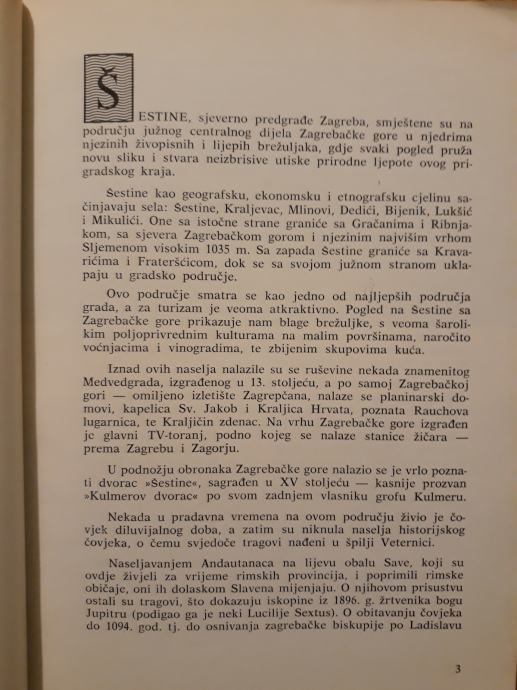 ŠESTINE, sjeverno predgrađe Zagreba, smještene su na
području južnog centralnog dijela Zagrebačke gore u njedrima
njezinih živopisnih i lijepih brežuljaka, gdje svaki pogled pruža
novu sliku i stvara neizbrisive utiske prirodne ljepote ovog pri-
gradskog kraja.
Šestine kao geografsku, ekonomsku i etnografsku cjelinu sa-
činjavaju sela: Šestine, Kraljevac, Mlinovi, Dedići, Bijenik, Lukšić
i Mikulići. One sa istočne strane graniče sa Gračanima i Ribnja-
kom, sa sjevera Zagrebačkom gorom i njezinim najvišim vrhom
Sljemenom visokim 1035 m. Sa zapada Šestine graniče sa Krava-
rićima i Fraterščicom, dok se sa svojom južnom stranom ukla-
paju u gradsko područje.
Ovo područje smatra se kao jedno od najljepših područja
grada, a za turizam je veoma atkraktivno. Pogled na Šestine sa
Zagrebačke gore prikazuje nam blage brežuljke, s veoma šaroli-
kim poljoprivrednim kulturama na malim površinama, naročito
voćnjacima i vinogradima, te zbijenim skupovima kuća.
Iznad ovih naselja nalazile su se ruševine nekada znamenitog
Medvedgrada, izgrađenog u 13. stoljeću, a po samoj Zagrebačkoj
gori — omiljeno izletište Zagrepčana, nalaze se planinarski do-
movi, kapelica Sv. Jakob i Kraljica Hrvata, poznata Rauchova
lugarnica, te Kraljičin zdenac. Na vrhu Zagrebačke gore izgrađen
je glavni TV-toranj, podno kojeg se nalaze stanice žičara —
prema Zagrebu i Zagorju.
U podnožju obronaka Zagrebačke gore nalazio se je vrlo pozna-
ti dvorac »Šestine«, sagrađen u XV stoljeću — kasnije prozvan
»Kulmerov dvorac« po svom zadnjem vlasniku grofu Kulmeru.
Nekada u pradavna vremena na ovom području živio je čo-
vjek diluvijalnog doba, a zatim su niknula naselja historijskog
čovjeka, o čemu svjedoče tragovi nađeni u špilji Veternici.
Naseljavanjem Andautanaca na lijevu obalu Save, koji su
ovdje živjeli za vrijeme rimskih provincija, i poprimili rimske
običaje, oni ih dolaskom Slavena mijenjaju. O njihovom prisustvu
ostali su tragovi, što dokazuju iskopine iz 1896. g. žrtvenika bogu
Jupitru (podigao ga je neki Lucilije Sextus). O obitavanju čovjeka
do 1094. god. tj. do osnivanja zagrebačke biskupije po Ladislavu
3